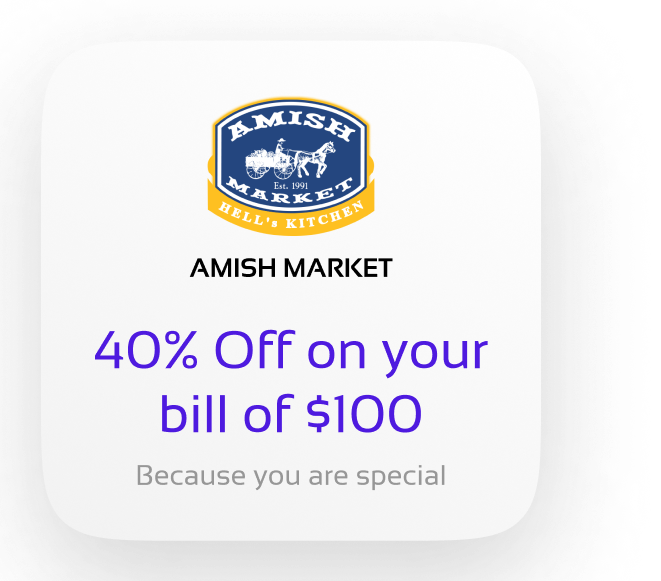 AMISH
Est. 1991
MARKET
HELL's KITCHEN
AMISH MARKET
40% Off on your
bill of $100
Because you are special